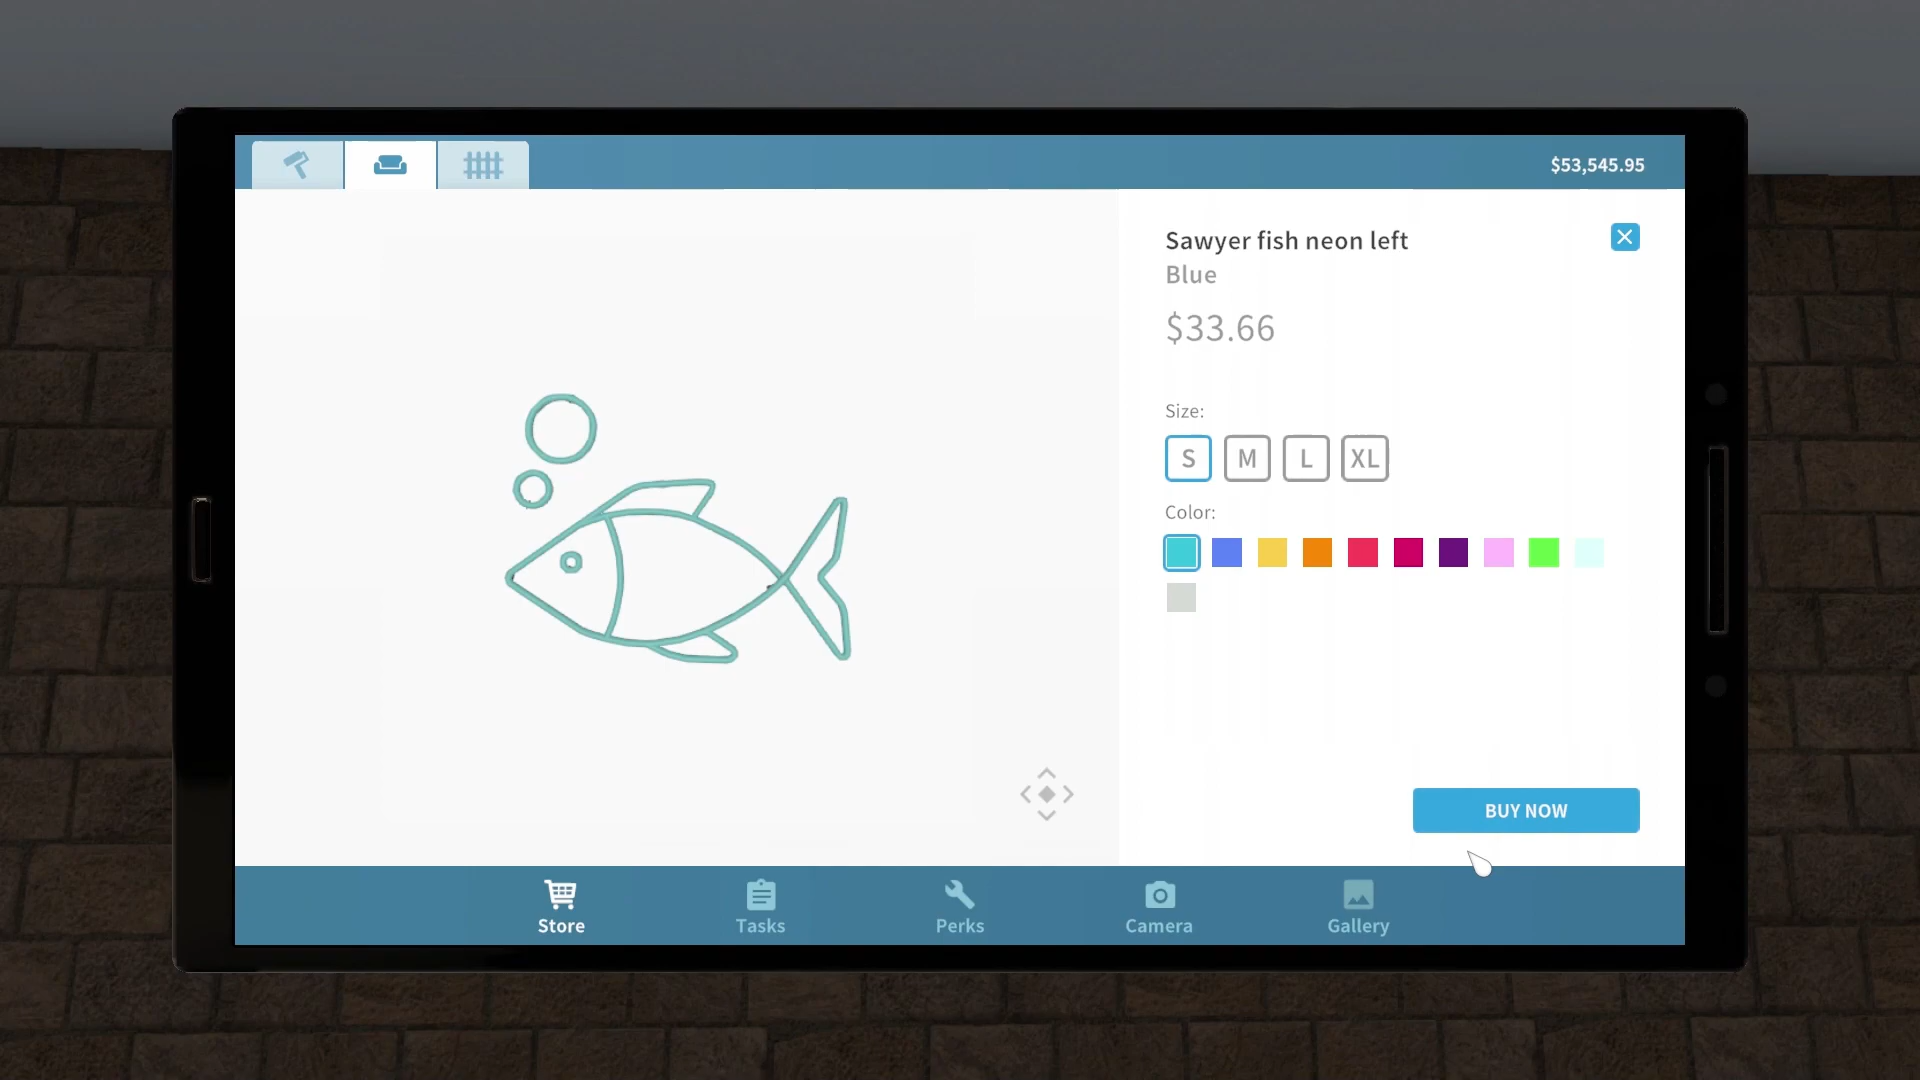 $53,545.95
Sawyer fish neon left
Blue
$33.66
Size:
S M L XL
Color:
BUY NOW
Store Tasks Perks Camera Gallery